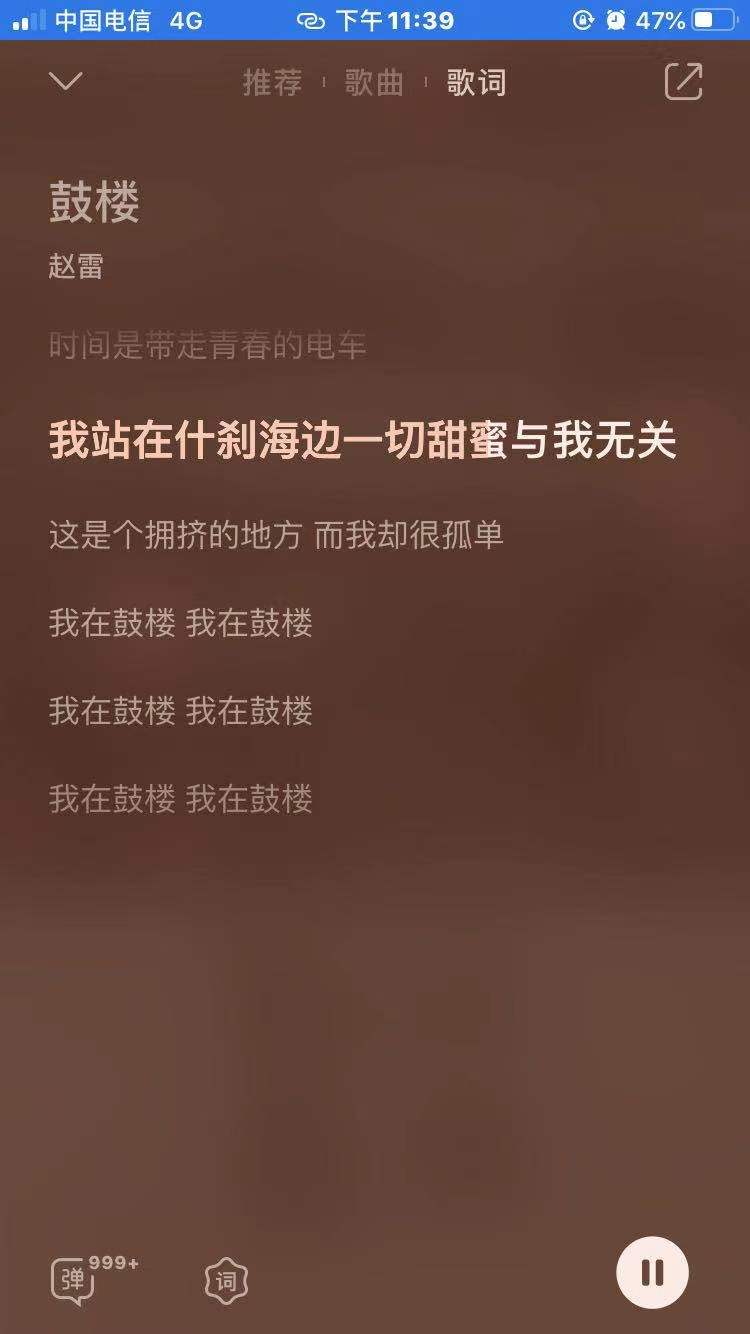 中国电信 4G 下午11:39 47%
推荐 歌曲 歌词
鼓楼
赵雷
时间是带走青春的电车
我站在什刹海边一切甜蜜与我无关
这是个拥挤的地方 而我却很孤单
我在鼓楼 我在鼓楼
我在鼓楼 我在鼓楼
我在鼓楼 我在鼓楼
弹 999+ 词